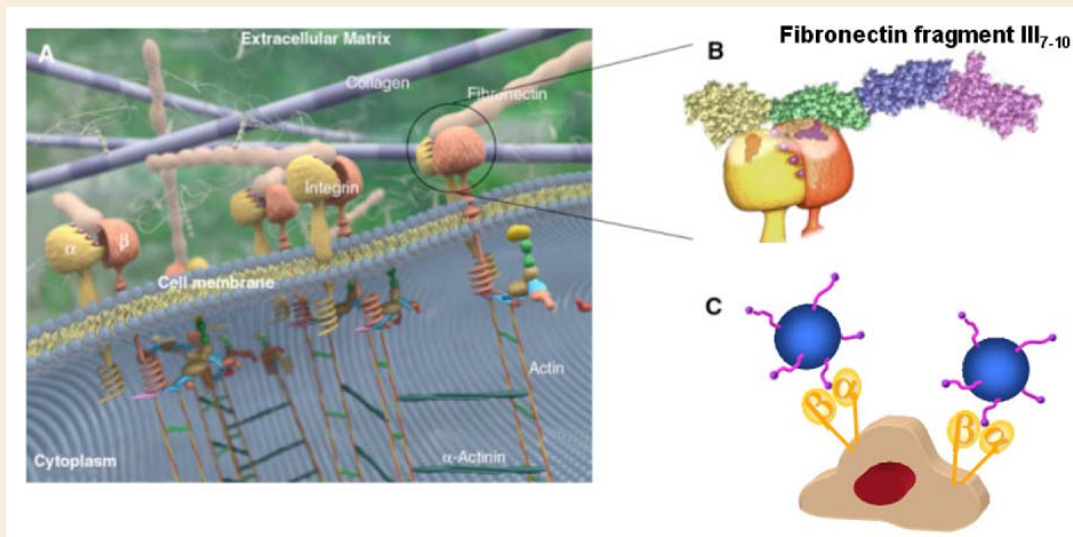 A
Extracellular Matrix
Collagen
Fibronectin
Integrin
α
β
Cell membrane
Actin
α-Actinin
Cytoplasm
Fibronectin fragment III₇₋₁₀
B
C
β
α
β
α